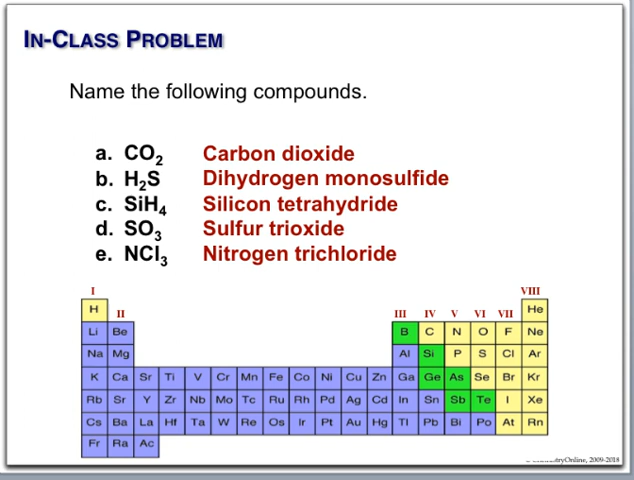 IN-CLASS PROBLEM
Name the following compounds.
a. CO₂ Carbon dioxide
b. H₂S Dihydrogen monosulfide
c. SiH₄ Silicon tetrahydride
d. SO₃ Sulfur trioxide
e. NCl₃ Nitrogen trichloride
I VIII
H II III IV V VI VII He
Li Be B C N O F Ne
Na Mg Al Si P S Cl Ar
K Ca Sr Ti V Cr Mn Fe Co Ni Cu Zn Ga Ge As Se Br Kr
Rb Sr Y Zr Nb Mo Tc Ru Rh Pd Ag Cd In Sn Sb Te I Xe
Cs Ba La Hf Ta W Re Os Ir Pt Au Hg Tl Pb Bi Po At Rn
Fr Ra Ac
2009-2018